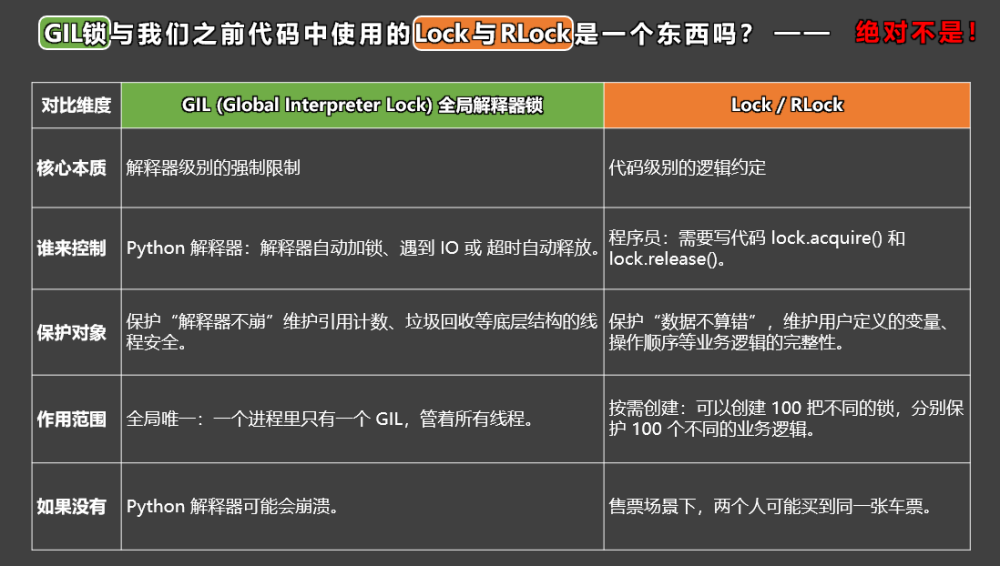 GIL锁与我们之前代码中使用的Lock与RLock是一个东西吗？ —— 绝对不是！
对比维度 GIL (Global Interpreter Lock) 全局解释器锁 Lock / RLock
核心本质 解释器级别的强制限制 代码级别的逻辑约定
谁来控制 Python 解释器：解释器自动加锁、遇到 IO 或 超时自动释放。
程序员：需要写代码 lock.acquire() 和
lock.release()。
保护对象
保护“解释器不崩”维护引用计数、垃圾回收等底层结构的线
程安全。
保护“数据不算错”，维护用户定义的变量、
操作顺序等业务逻辑的完整性。
作用范围 全局唯一：一个进程里只有一个 GIL，管着所有线程。
按需创建：可以创建 100 把不同的锁，分别保
护 100 个不同的业务逻辑。
如果没有 Python 解释器可能会崩溃。 售票场景下，两个人可能买到同一张车票。